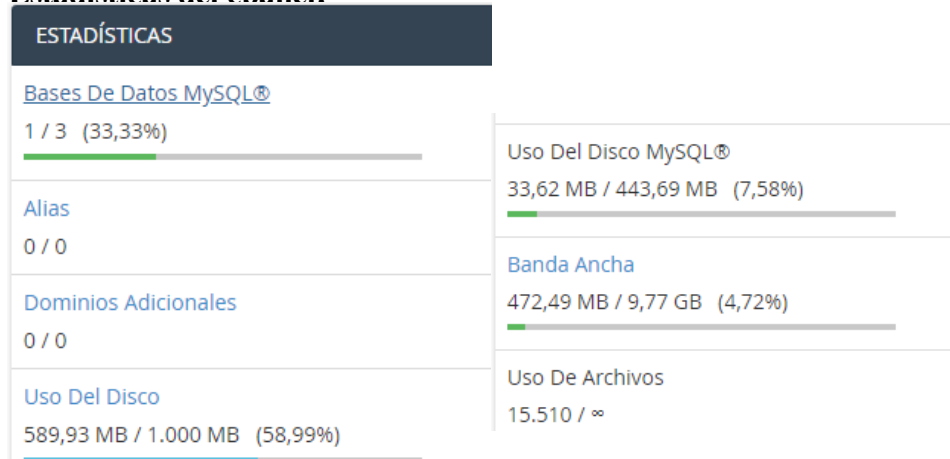 ESTADÍSTICAS
Bases De Datos MySQL®
1 / 3 (33,33%)
Alias
0 / 0
Dominios Adicionales
0 / 0
Uso Del Disco
589,93 MB / 1.000 MB (58,99%)
Uso Del Disco MySQL®
33,62 MB / 443,69 MB (7,58%)
Banda Ancha
472,49 MB / 9,77 GB (4,72%)
Uso De Archivos
15.510 / ∞